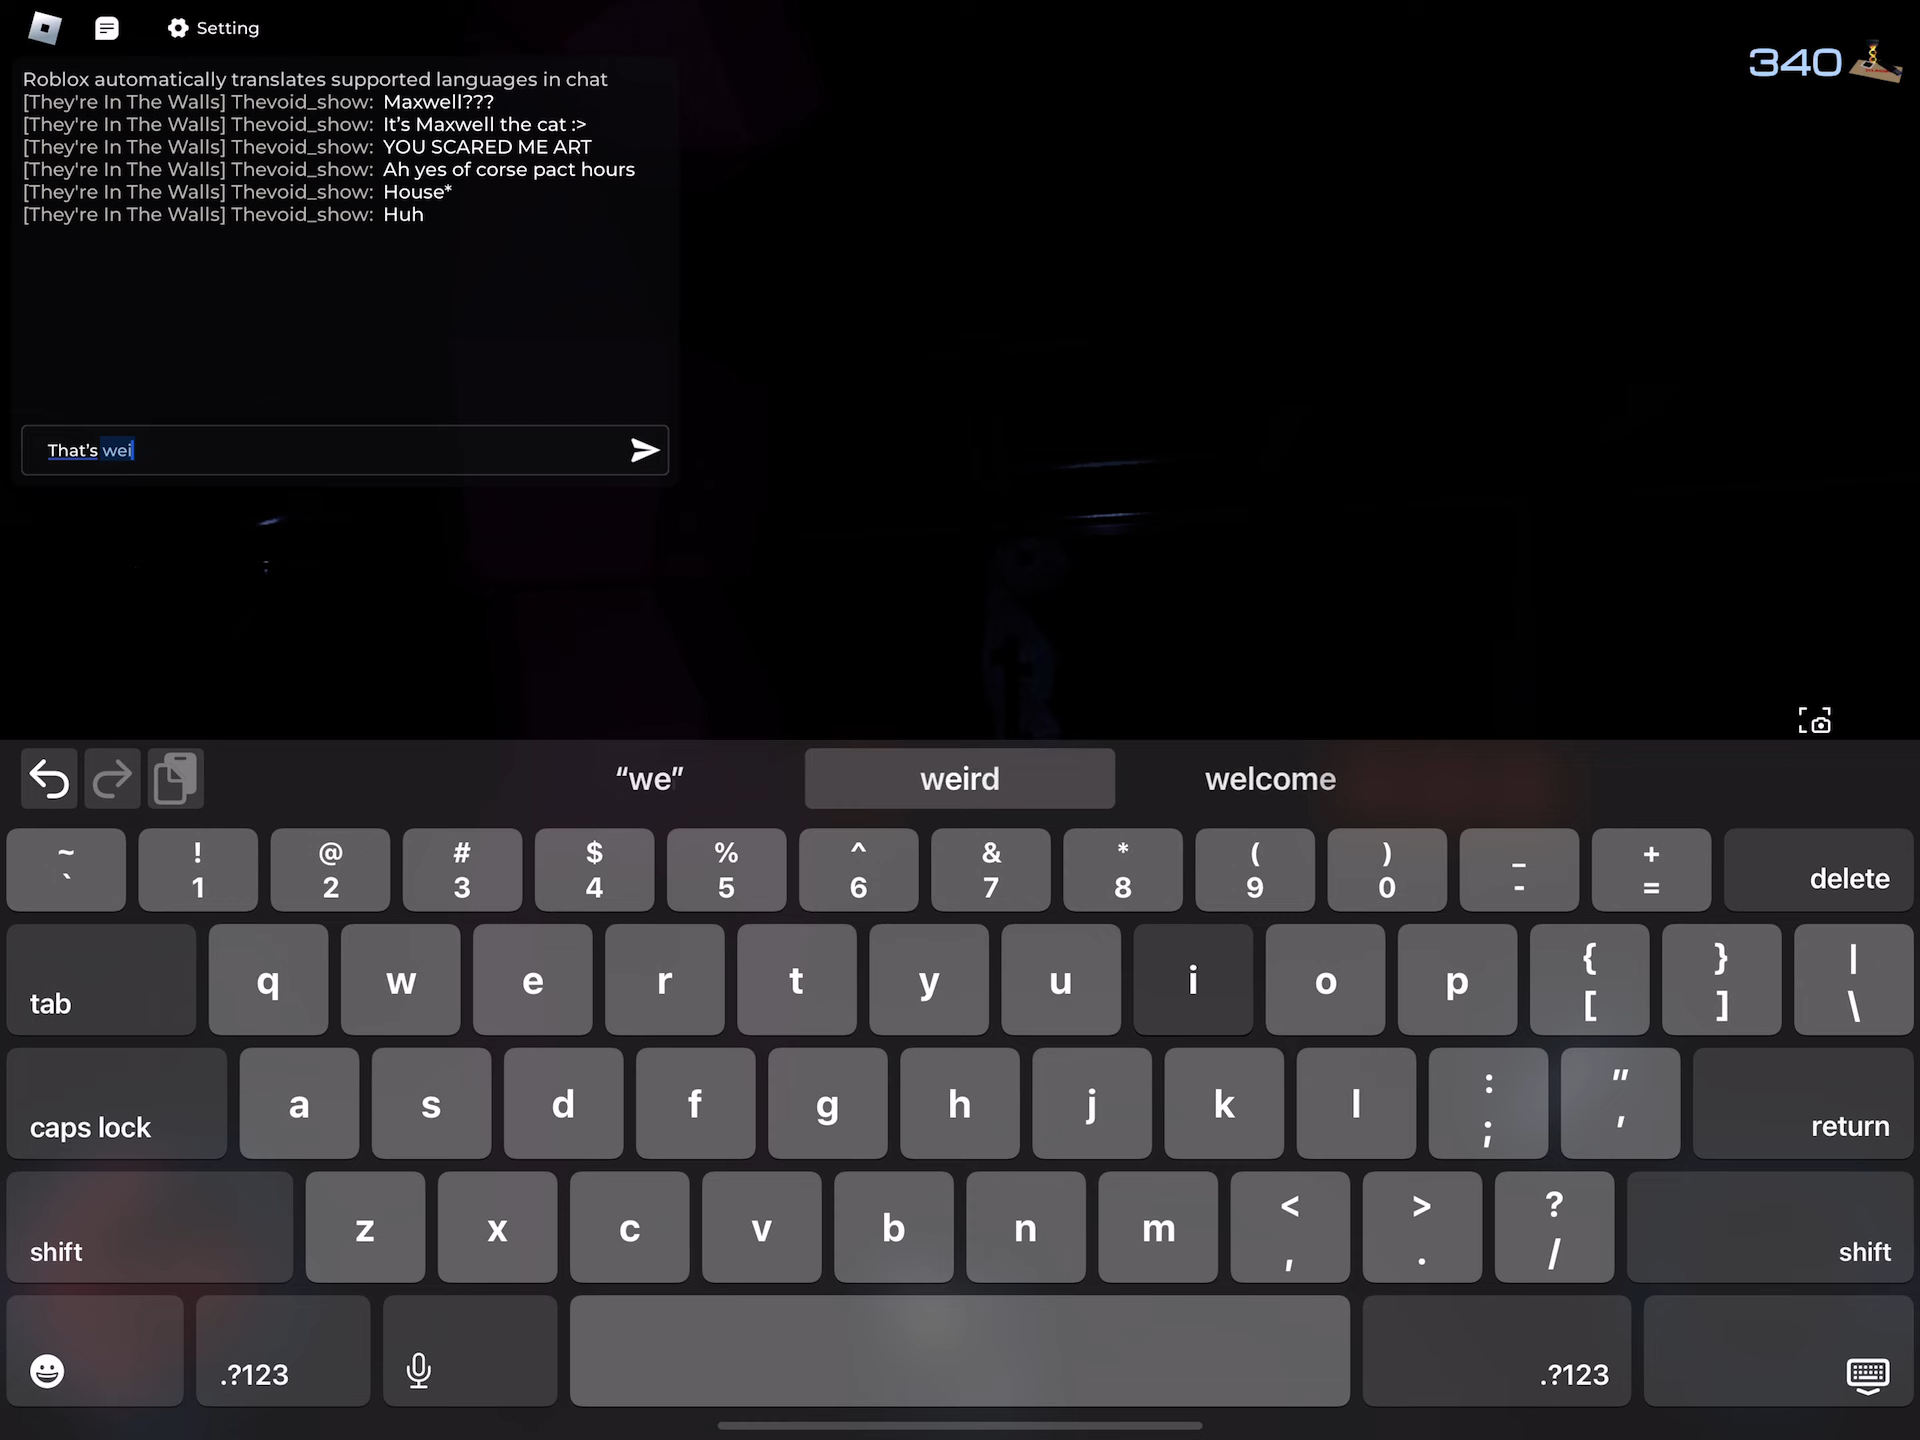 Setting
340
Roblox automatically translates supported languages in chat
[They're In The Walls] Thevoid_show: Maxwell???
[They're In The Walls] Thevoid_show: It’s Maxwell the cat :>
[They're In The Walls] Thevoid_show: YOU SCARED ME ART
[They're In The Walls] Thevoid_show: Ah yes of corse pact hours
[They're In The Walls] Thevoid_show: House*
[They're In The Walls] Thevoid_show: Huh
That's wei
“we” weird welcome
~ ! @ # $ % ^ & * ( ) _ +
` 1 2 3 4 5 6 7 8 9 0 - = delete
tab q w e r t y u i o p { [ } ] | \
caps lock a s d f g h j k l : ; " ' return
shift z x c v b n m < , > . ? / shift
.?123 .?123